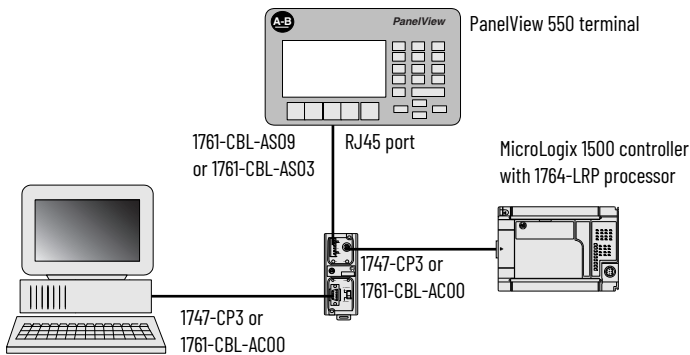 A-B
PanelView
PanelView 550 terminal
1761-CBL-AS09
or 1761-CBL-AS03
RJ45 port
MicroLogix 1500 controller
with 1764-LRP processor
1747-CP3 or
1761-CBL-AC00
1747-CP3 or
1761-CBL-AC00